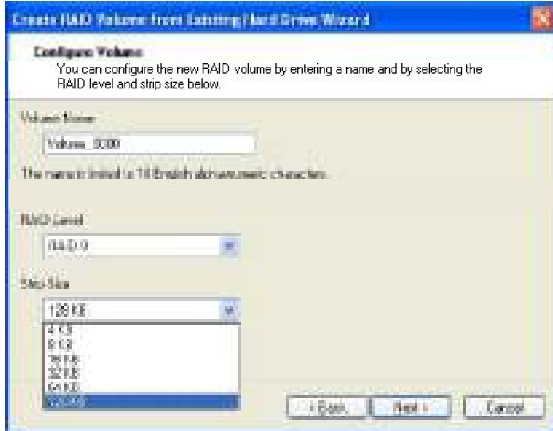 Create RAID Volume from Existing Hard Drive Wizard
Configure Volume
You can configure the new RAID volume by entering a name and by selecting the
RAID level and strip size below.
Volume Name
Volume_0000
The name is limited to 16 English alphanumeric characters.
RAID Level
RAID 0
Strip Size
128 KB
4 KB
8 KB
16 KB
32 KB
64 KB
128 KB
< Back
Next >
Cancel